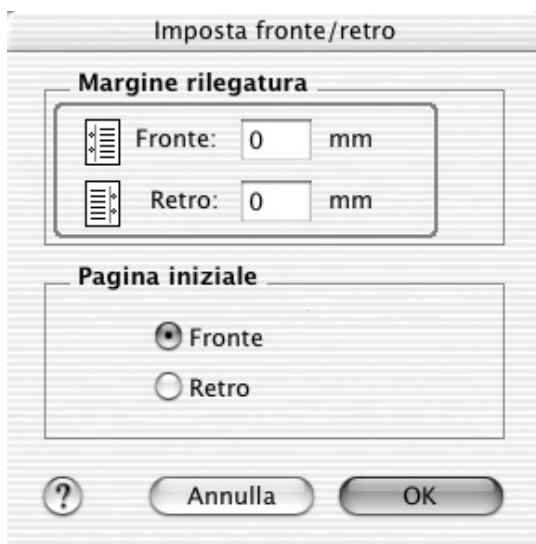 Imposta fronte/retro
Margine rilegatura
Fronte: 0 mm
Retro: 0 mm
Pagina iniziale
Fronte
Retro
? Annulla OK